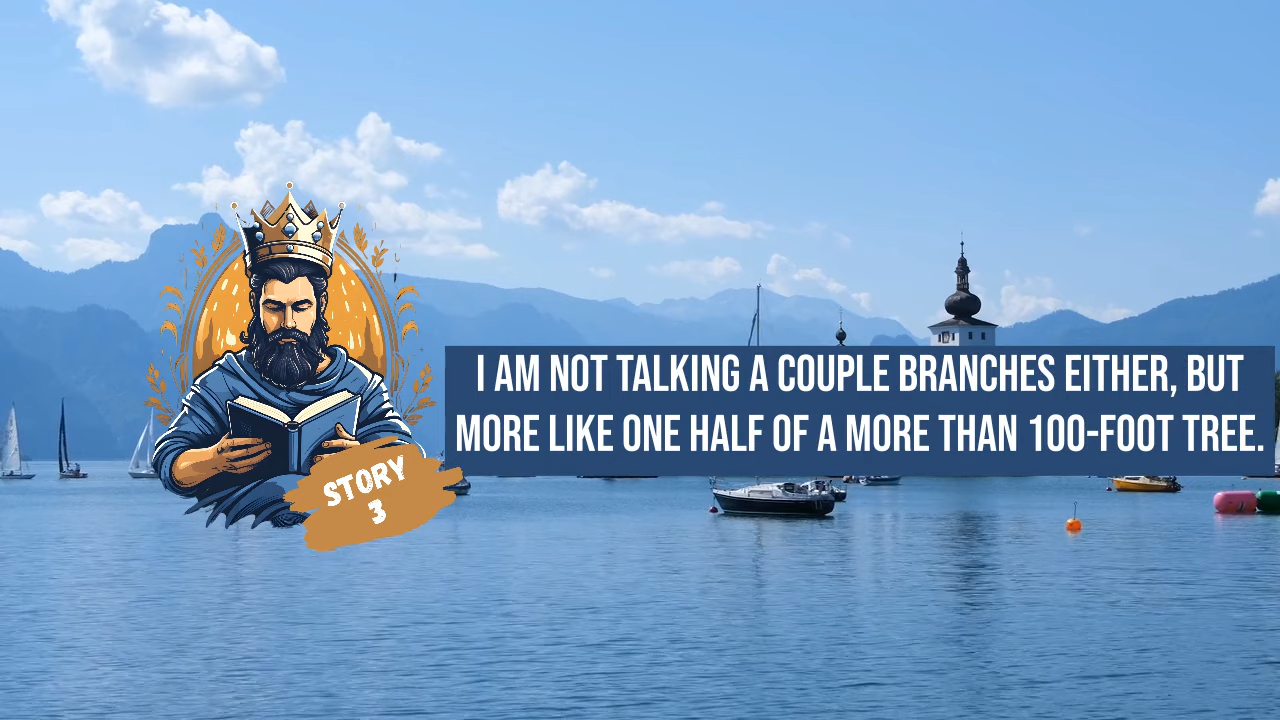 I AM NOT TALKING A COUPLE BRANCHES EITHER, BUT
MORE LIKE ONE HALF OF A MORE THAN 100-FOOT TREE.
STORY
3